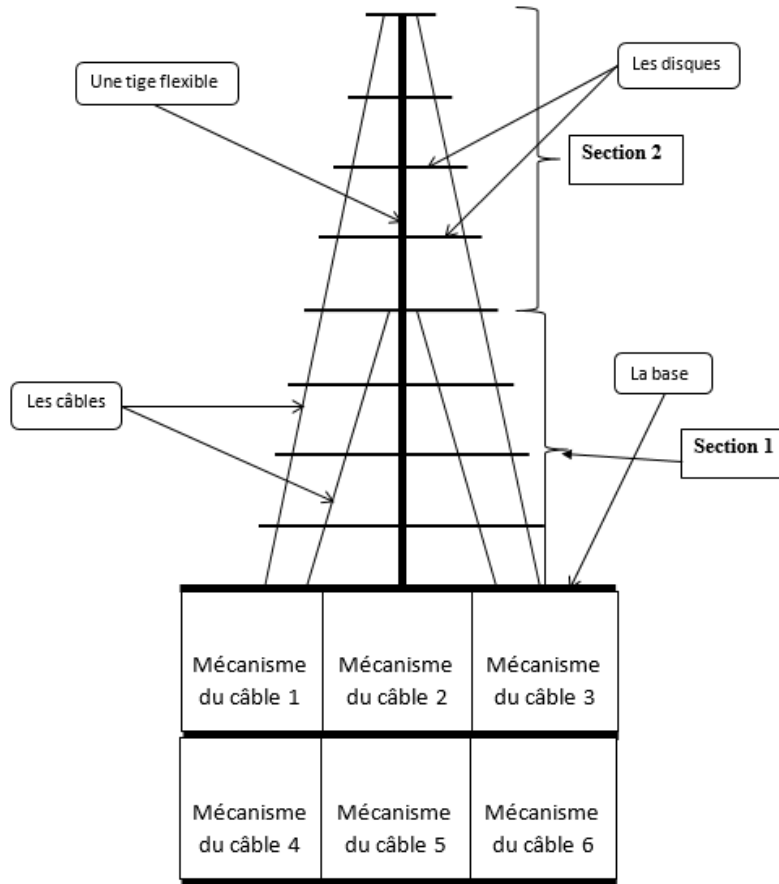 Une tige flexible
Les disques
Section 2
Les câbles
La base
Section 1
Mécanisme
du câble 1
Mécanisme
du câble 2
Mécanisme
du câble 3
Mécanisme
du câble 4
Mécanisme
du câble 5
Mécanisme
du câble 6